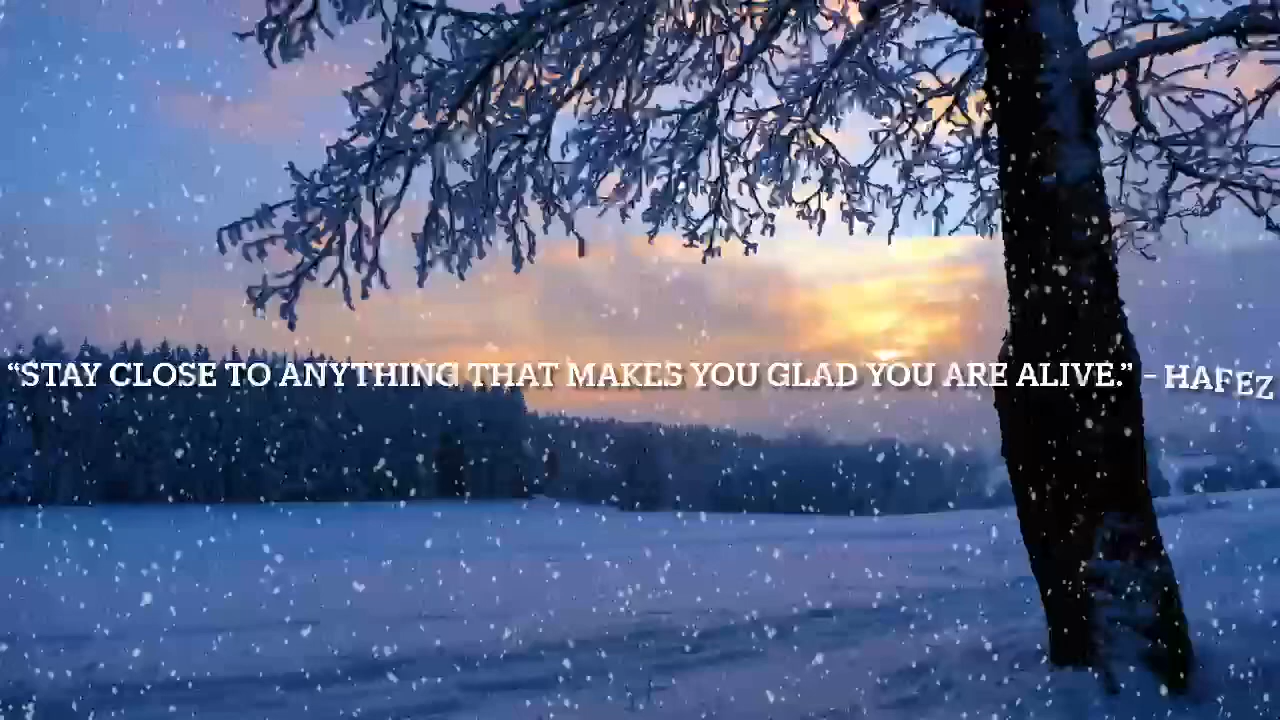 “STAY CLOSE TO ANYTHING THAT MAKES YOU GLAD YOU ARE ALIVE.” - HAFEZ